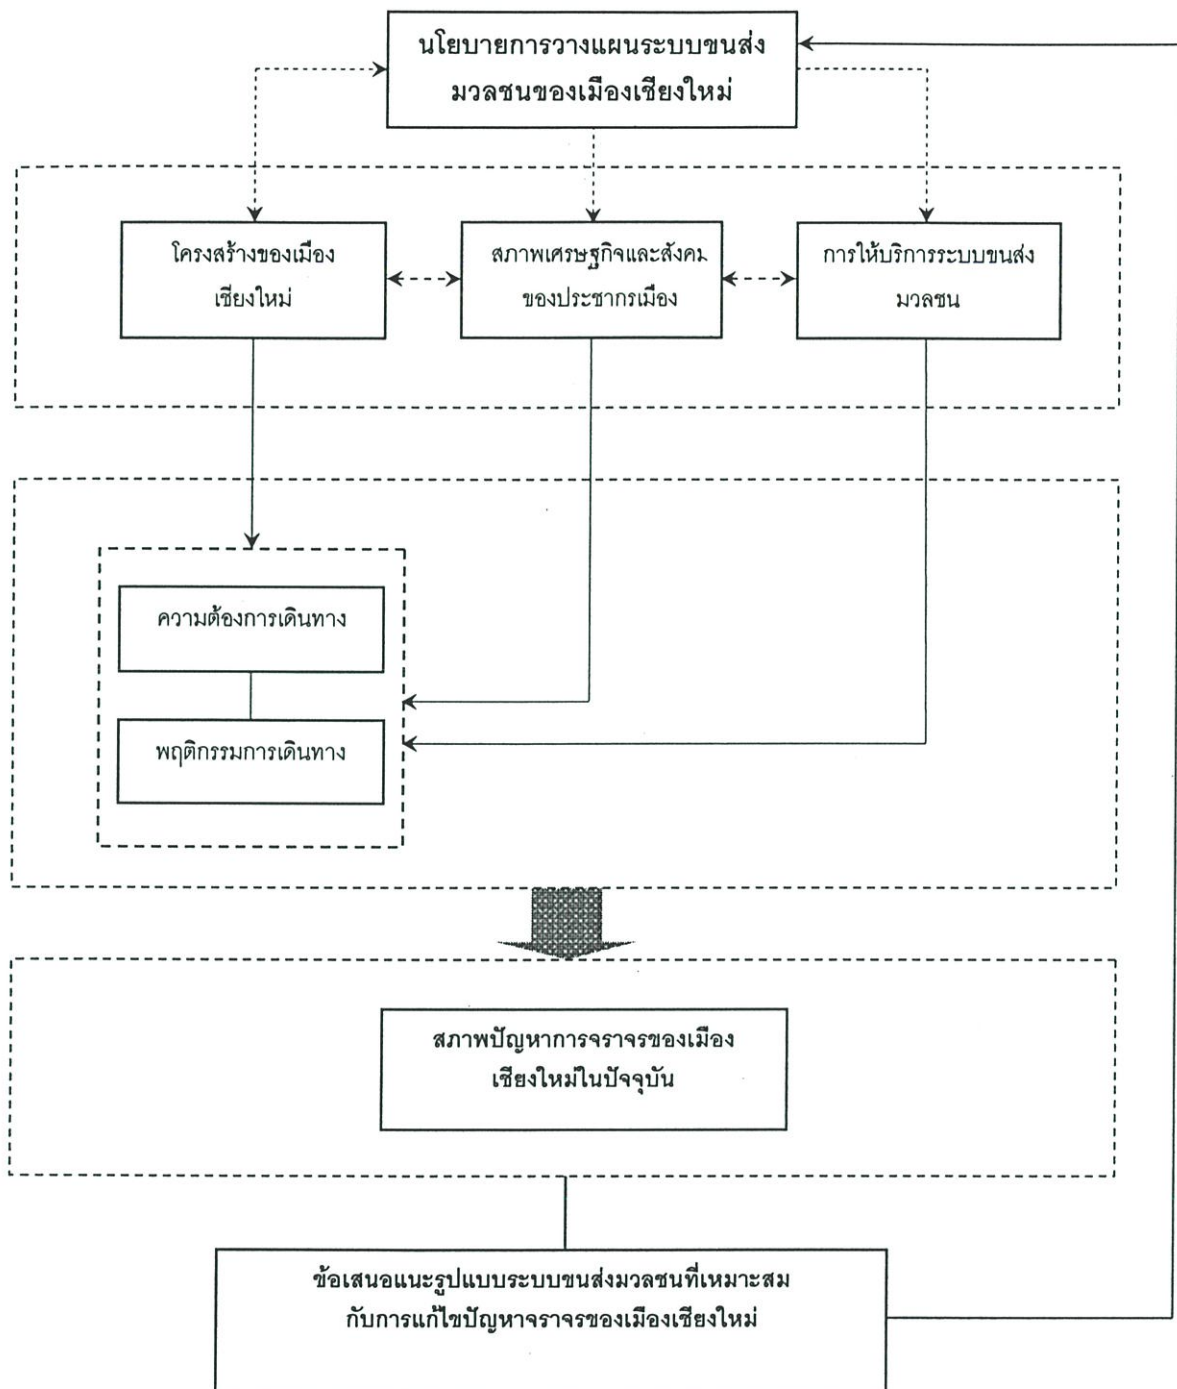 นโยบายการวางแผนระบบขนส่ง
มวลชนของเมืองเชียงใหม่
โครงสร้างของเมือง
เชียงใหม่
สภาพเศรษฐกิจและสังคม
ของประชากรเมือง
การให้บริการระบบขนส่ง
มวลชน
ความต้องการเดินทาง
พฤติกรรมการเดินทาง
สภาพปัญหาการจราจรของเมือง
เชียงใหม่ในปัจจุบัน
ข้อเสนอแนะรูปแบบระบบขนส่งมวลชนที่เหมาะสม
กับการแก้ไขปัญหาจราจรของเมืองเชียงใหม่